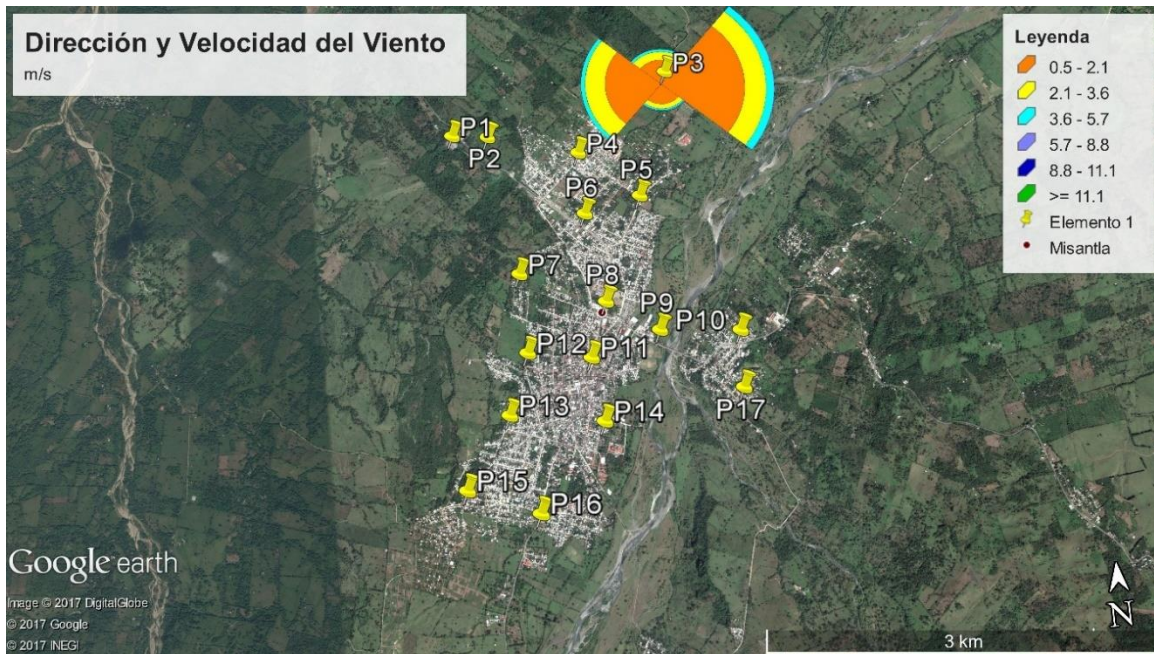 Dirección y Velocidad del Viento
m/s
Leyenda
0.5 - 2.1
2.1 - 3.6
3.6 - 5.7
5.7 - 8.8
8.8 - 11.1
>= 11.1
Elemento 1
Misantla
P3
P1
P2
P4
P5
P6
P7
P8
P9
P10
P12
P11
P13
P14
P17
P15
P16
Google earth
Image © 2017 DigitalGlobe
© 2017 Google
© 2017 INEGI
N
3 km